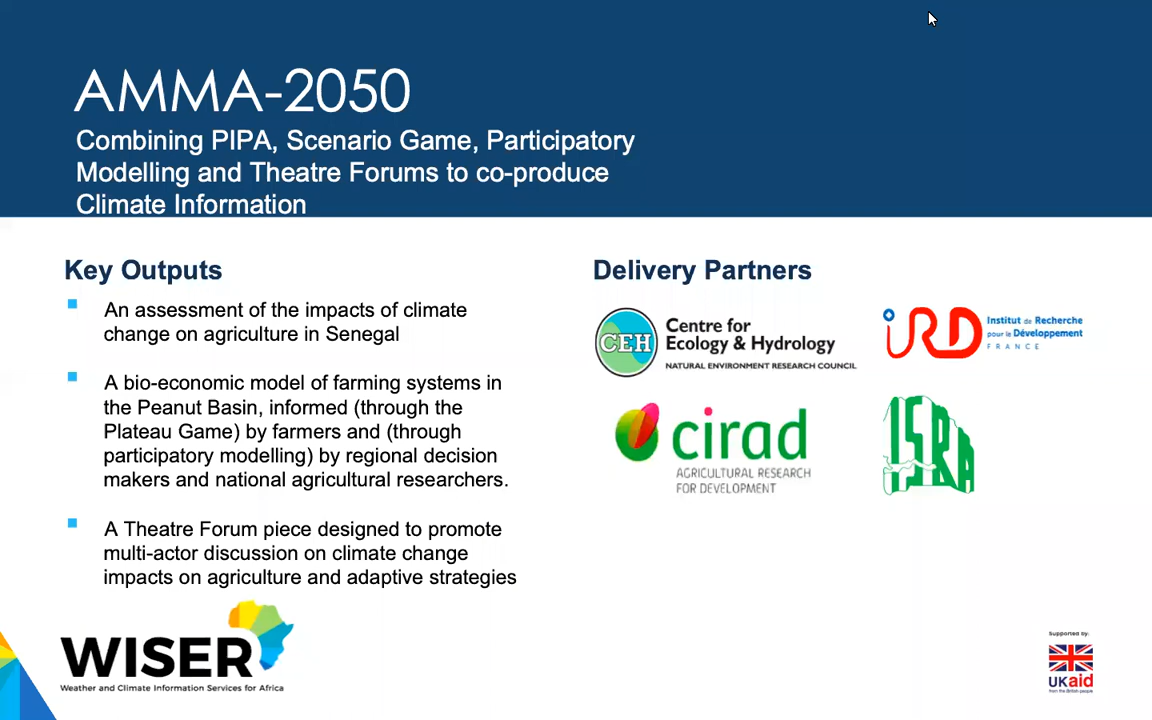 AMMA-2050
Combining PIPA, Scenario Game, Participatory
Modelling and Theatre Forums to co-produce
Climate Information
Key Outputs
An assessment of the impacts of climate
change on agriculture in Senegal
A bio-economic model of farming systems in
the Peanut Basin, informed (through the
Plateau Game) by farmers and (through
participatory modelling) by regional decision
makers and national agricultural researchers.
A Theatre Forum piece designed to promote
multi-actor discussion on climate change
impacts on agriculture and adaptive strategies
Delivery Partners
CEH
Centre for
Ecology & Hydrology
NATURAL ENVIRONMENT RESEARCH COUNCIL
IRD
Institut de Recherche
pour le Développement
FRANCE
cirad
AGRICULTURAL RESEARCH
FOR DEVELOPMENT
ISRA
WISER
Weather and Climate Information Services for Africa
Supported by:
UKaid
from the British people